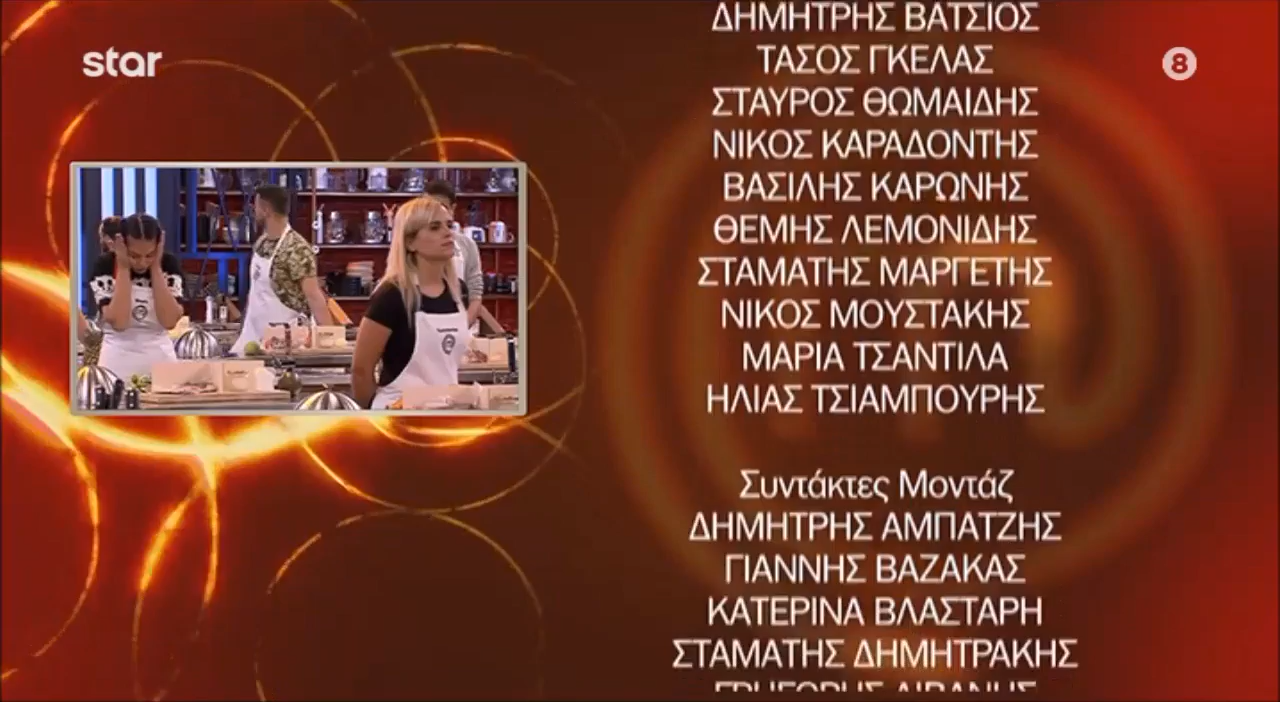 star
8
ΔΗΜΗΤΡΗΣ ΒΑΤΣΙΟΣ
ΤΑΣΟΣ ΓΚΕΛΑΣ
ΣΤΑΥΡΟΣ ΘΩΜΑΙΔΗΣ
ΝΙΚΟΣ ΚΑΡΑΔΟΝΤΗΣ
ΒΑΣΙΛΗΣ ΚΑΡΩΝΗΣ
ΘΕΜΗΣ ΛΕΜΟΝΙΔΗΣ
ΣΤΑΜΑΤΗΣ ΜΑΡΓΕΤΗΣ
ΝΙΚΟΣ ΜΟΥΣΤΑΚΗΣ
ΜΑΡΙΑ ΤΣΑΝΤΙΛΑ
ΗΛΙΑΣ ΤΣΙΑΜΠΟΥΡΗΣ
Συντάκτες Μοντάζ
ΔΗΜΗΤΡΗΣ ΑΜΠΑΤΖΗΣ
ΓΙΑΝΝΗΣ ΒΑΖΑΚΑΣ
ΚΑΤΕΡΙΝΑ ΒΛΑΣΤΑΡΗ
ΣΤΑΜΑΤΗΣ ΔΗΜΗΤΡΑΚΗΣ